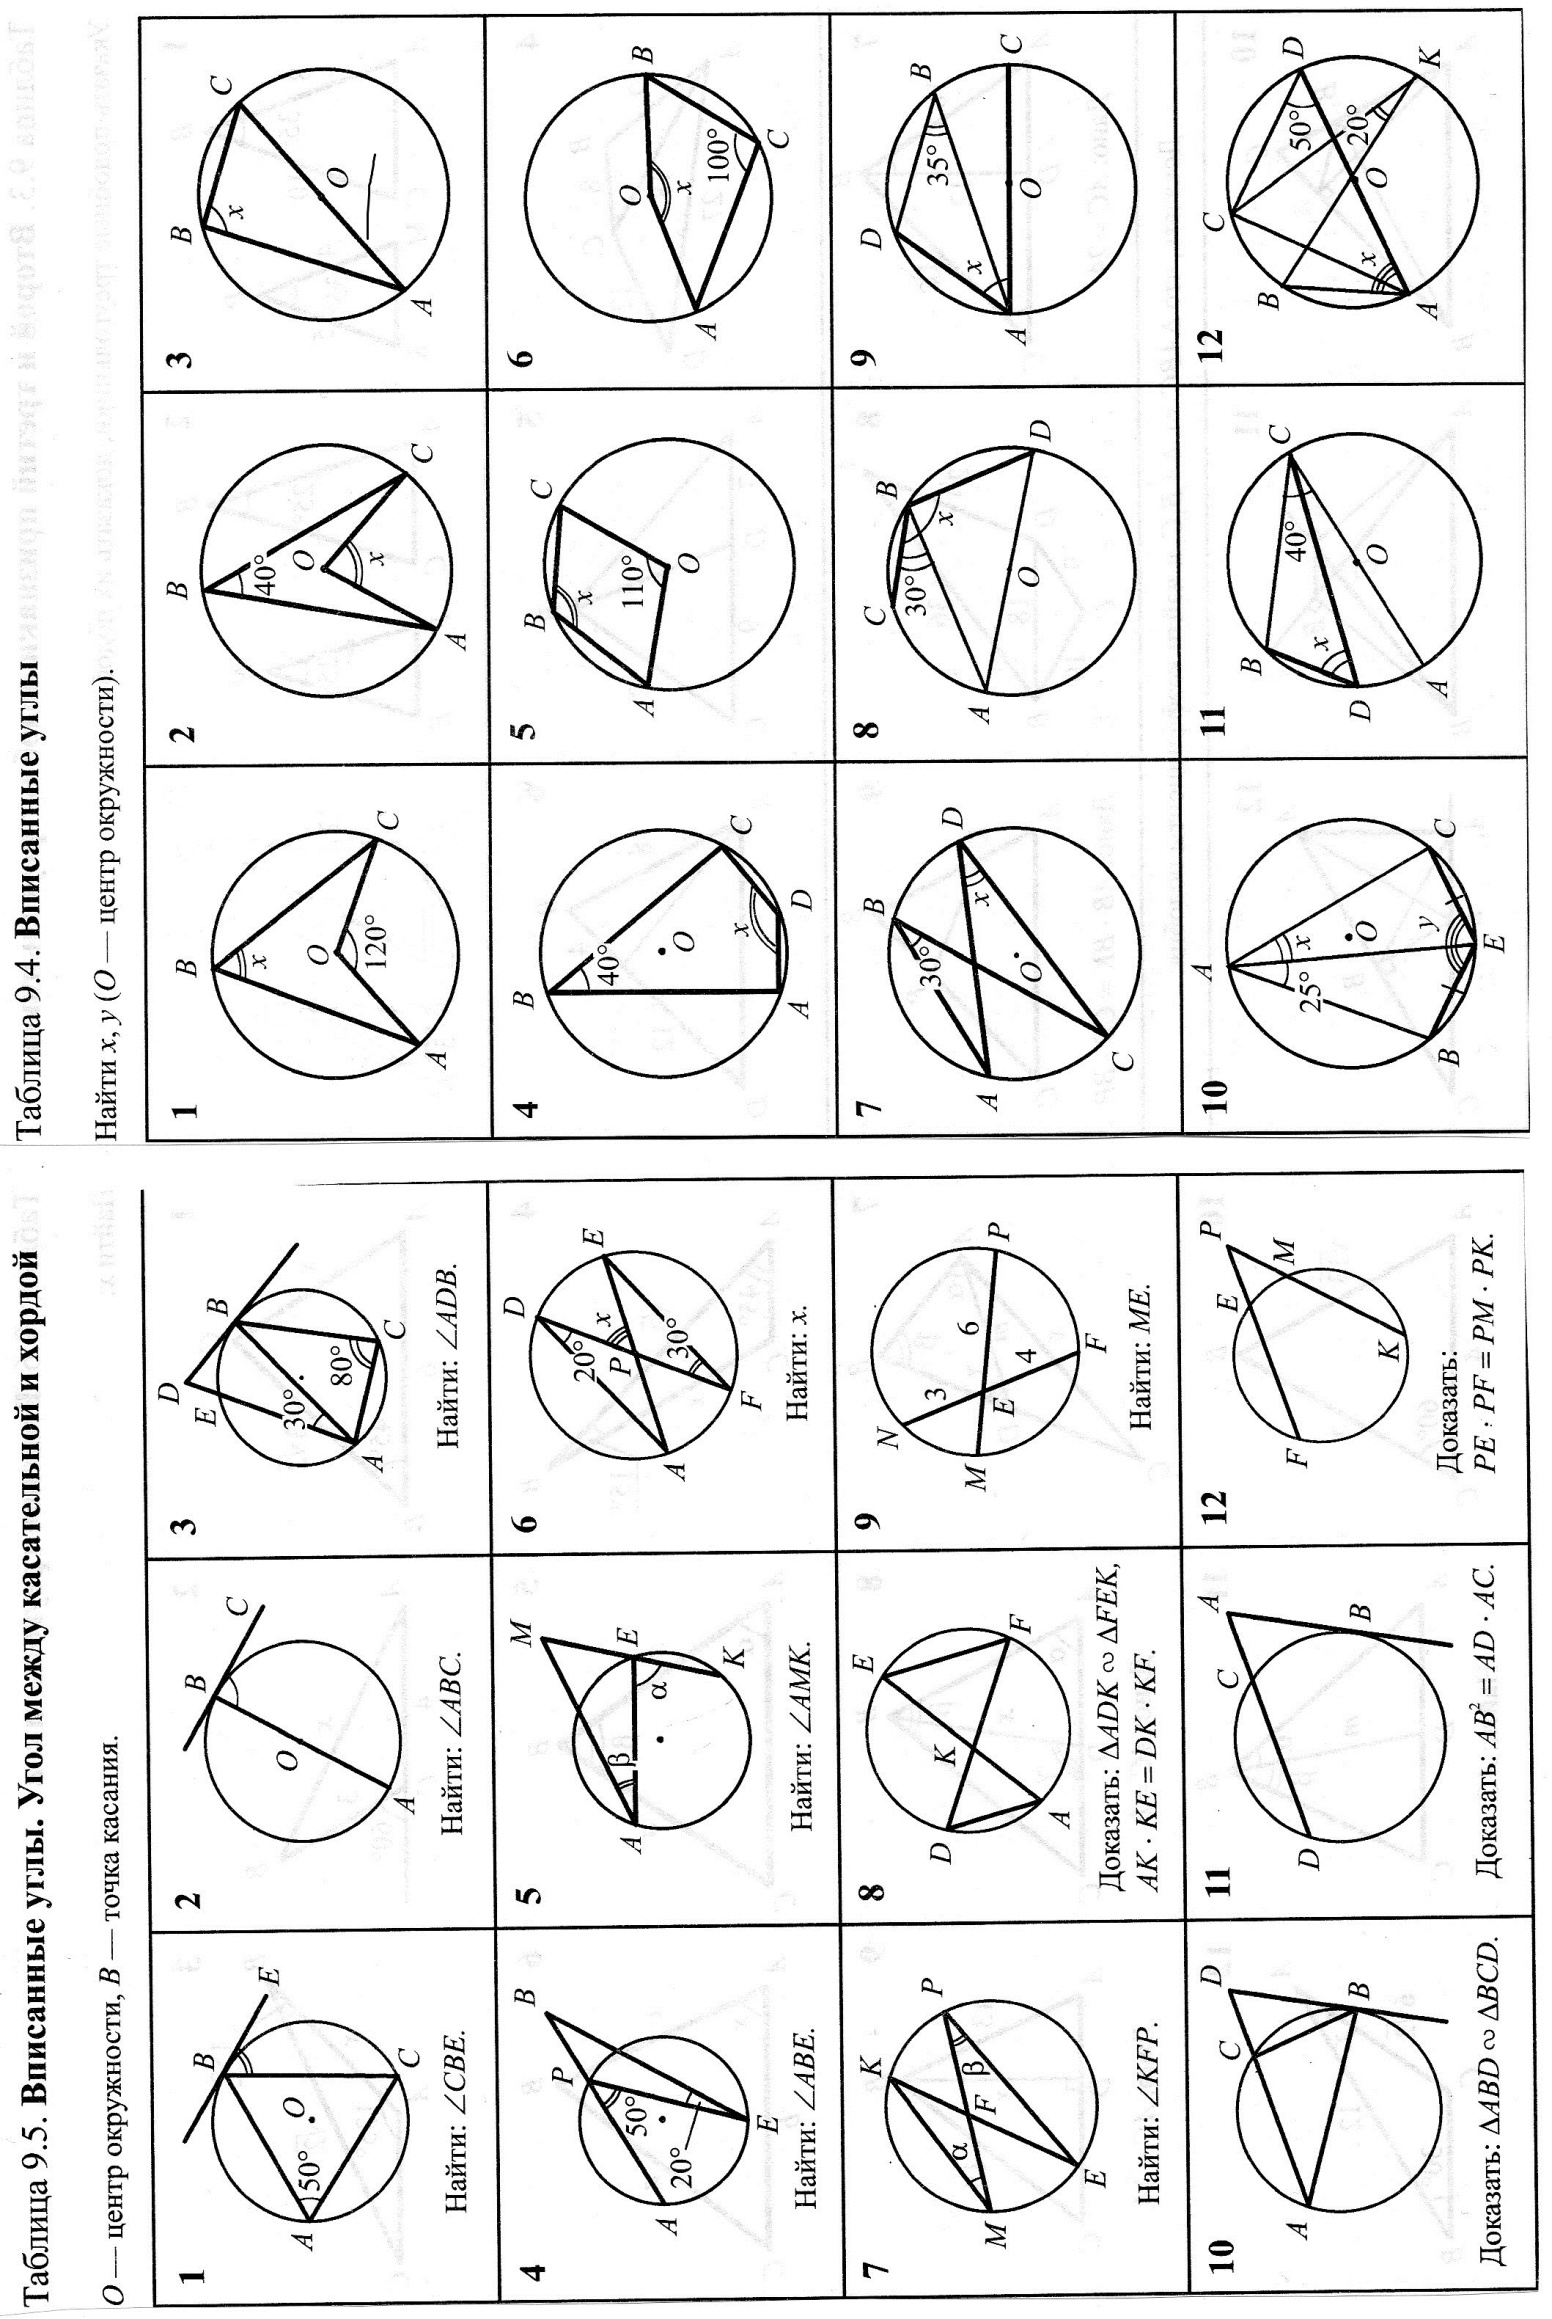 Таблица 9.5. Вписанные углы. Угол между касательной и хордой
O — центр окружности, B — точка касания.
1
A
B
C
E
O
50°
Найти: ∠CBE.
2
A
B
C
O
Найти: ∠ABC.
3
D
E
B
A
C
30°
80°
Найти: ∠ADB.
4
A
P
B
E
50°
20°
Найти: ∠ABE.
5
A
M
E
K
β
α
Найти: ∠AMK.
6
D
E
A
F
P
x
20°
30°
Найти: x.
7
K
P
M
E
F
α
β
Найти: ∠KFP.
8
D
E
K
A
F
Доказать: ∆ADK ∾ ∆FEK,
AK · KE = DK · KF.
9
N
M
P
E
F
3
6
4
Найти: ME.
10
A
C
D
B
Доказать: ∆ABD ∾ ∆BCD.
11
D
C
A
B
Доказать: AB² = AD · AC.
12
F
E
P
M
K
Доказать:
PE · PF = PM · PK.
Таблица 9.4. Вписанные углы
Найти x, y (O — центр окружности).
1
B
x
O
120°
A
C
2
B
40°
O
x
A
C
3
B
C
x
O
A
4
B
40°
O
x
A
D
C
5
B
C
x
110°
A
O
6
O
B
x
100°
A
C
7
B
D
30°
x
O
A
C
8
C
B
30°
x
D
A
O
9
D
B
35°
x
A
O
C
10
A
25°
x
O
y
B
E
C
11
B
C
40°
x
D
O
A
12
C
D
B
50°
20°
x
O
A
K